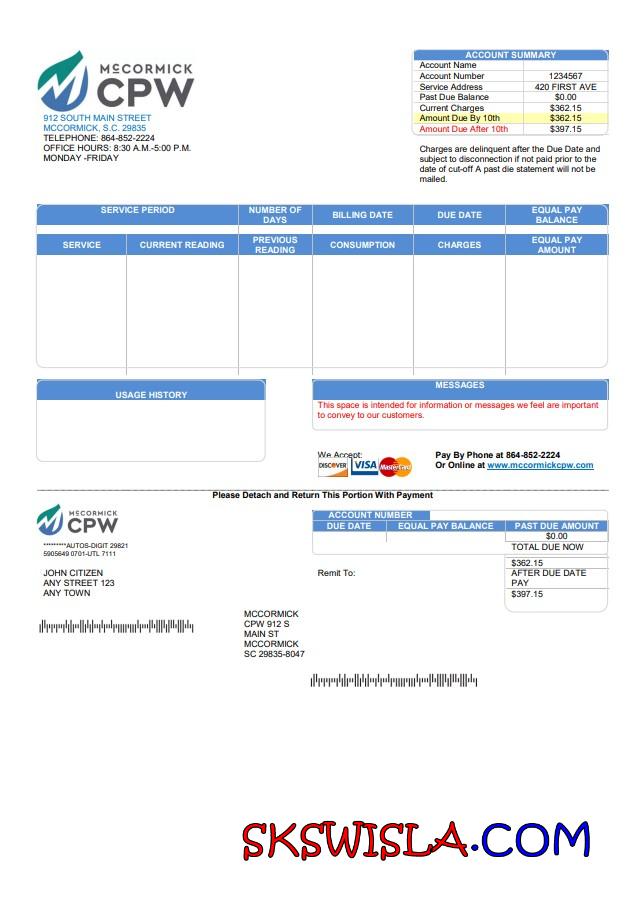 McCORMICK
CPW
912 SOUTH MAIN STREET
MCCORMICK, S.C. 29835
TELEPHONE: 864-852-2224
OFFICE HOURS: 8:30 A.M.-5:00 P.M.
MONDAY -FRIDAY
ACCOUNT SUMMARY
Account Name
Account Number 1234567
Service Address 420 FIRST AVE
Past Due Balance $0.00
Current Charges $362.15
Amount Due By 10th $362.15
Amount Due After 10th $397.15
Charges are delinquent after the Due Date and
subject to disconnection if not paid prior to the
date of cut-off A past die statement will not be
mailed.
SERVICE PERIOD NUMBER OF DAYS BILLING DATE DUE DATE EQUAL PAY BALANCE
SERVICE CURRENT READING PREVIOUS READING CONSUMPTION CHARGES EQUAL PAY AMOUNT
USAGE HISTORY
MESSAGES
This space is intended for information or messages we feel are important
to convey to our customers.
We Accept:
DISCOVER VISA MasterCard
Pay By Phone at 864-852-2224
Or Online at www.mccormickcpw.com
Please Detach and Return This Portion With Payment
McCORMICK
CPW
*********AUTOS-DIGIT 29821
5905649 0701-UTL 7111
JOHN CITIZEN
ANY STREET 123
ANY TOWN
ACCOUNT NUMBER
DUE DATE EQUAL PAY BALANCE PAST DUE AMOUNT
$0.00
TOTAL DUE NOW
$362.15
AFTER DUE DATE
PAY
$397.15
Remit To:
MCCORMICK
CPW 912 S
MAIN ST
MCCORMICK
SC 29835-8047
SKSWISLA.COM